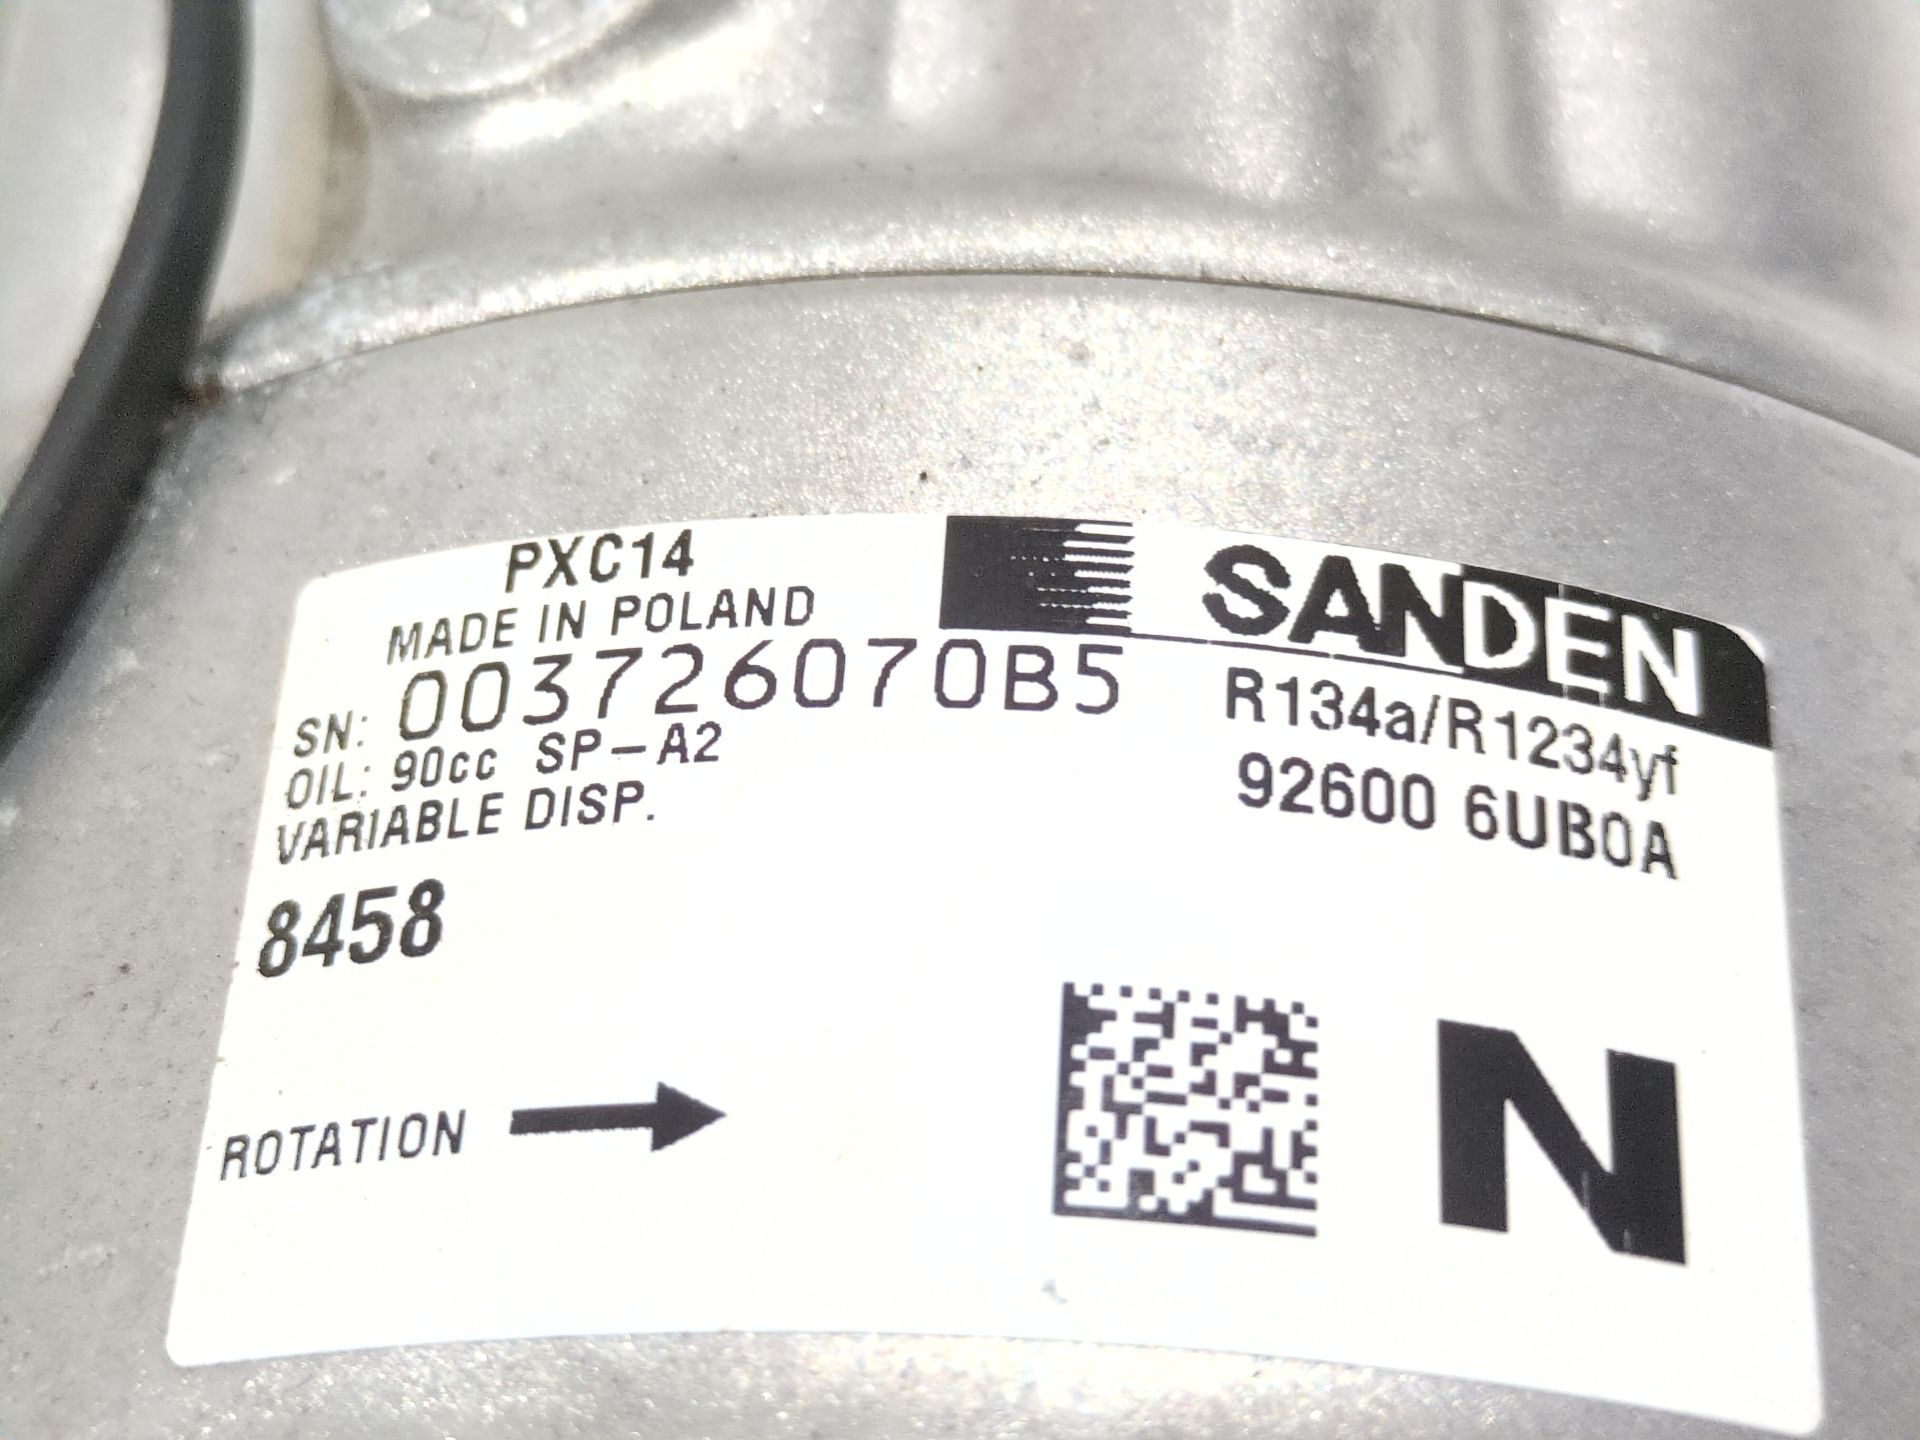 PXC14
MADE IN POLAND
SANDEN
SN: 003726070B5
R134a/R1234yf
OIL: 90cc SP-A2
92600 6UB0A
VARIABLE DISP.
8458
ROTATION
N